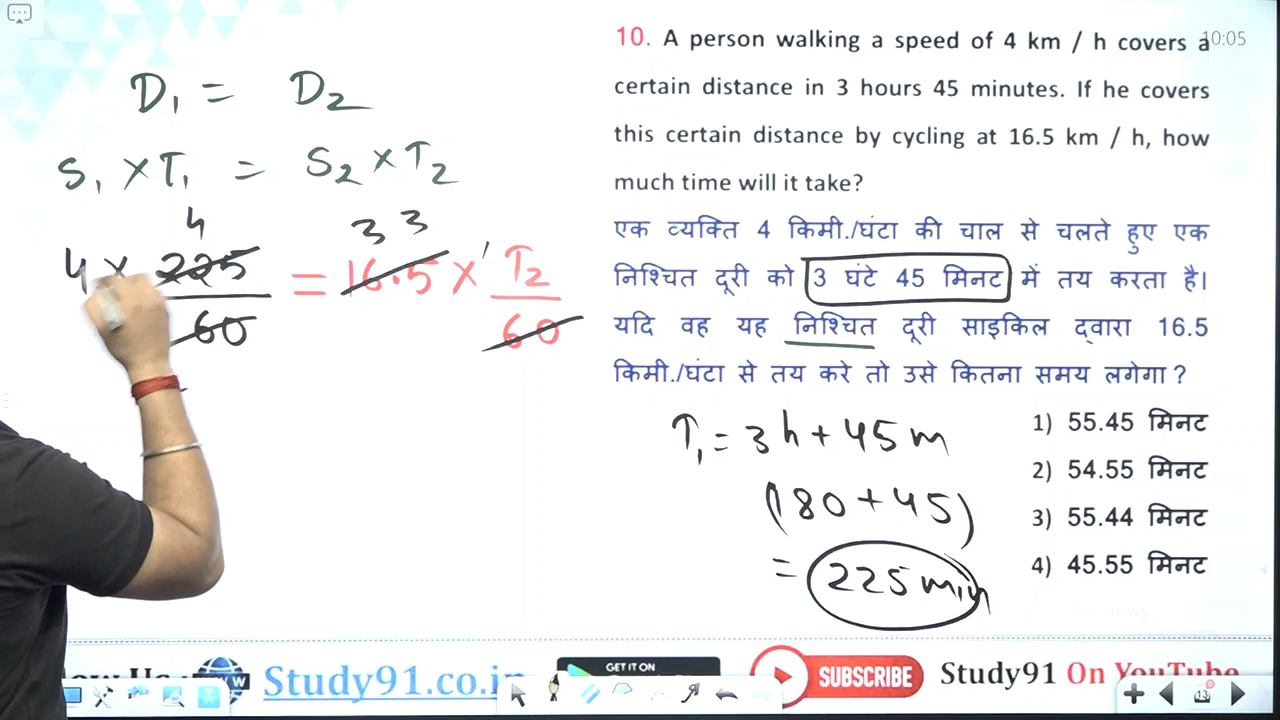 10:05
10. A person walking a speed of 4 km / h covers a
certain distance in 3 hours 45 minutes. If he covers
this certain distance by cycling at 16.5 km / h, how
much time will it take?
एक व्यक्ति 4 किमी./घंटा की चाल से चलते हुए एक
निश्चित दूरी को 3 घंटे 45 मिनट में तय करता है।
यदि वह यह निश्चित दूरी साइकिल द्वारा 16.5
किमी./घंटा से तय करे तो उसे कितना समय लगेगा ?
1) 55.45 मिनट
2) 54.55 मिनट
3) 55.44 मिनट
4) 45.55 मिनट
D₁ = D₂
S₁ × T₁ = S₂ × T₂
4 33 1
4 × 225 = 16.5 × T₂
60 60
T₁ = 3h + 45m
(180 + 45)
= 225 min
Study91.co.in
GET IT ON
SUBSCRIBE
Study91 On YouTube
13